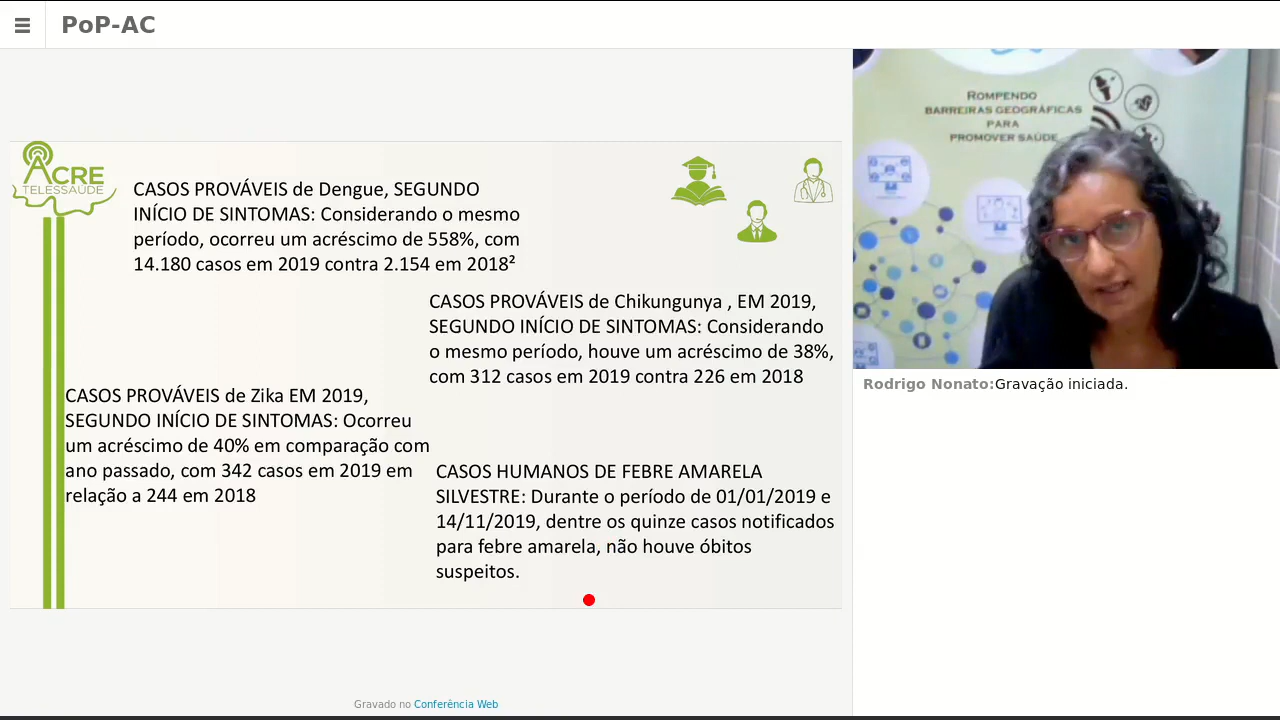 PoP-AC
ACRE
TELESSAÚDE
CASOS PROVÁVEIS de Dengue, SEGUNDO
INÍCIO DE SINTOMAS: Considerando o mesmo
período, ocorreu um acréscimo de 558%, com
14.180 casos em 2019 contra 2.154 em 2018²
CASOS PROVÁVEIS de Chikungunya , EM 2019,
SEGUNDO INÍCIO DE SINTOMAS: Considerando
o mesmo período, houve um acréscimo de 38%,
com 312 casos em 2019 contra 226 em 2018
CASOS PROVÁVEIS de Zika EM 2019,
SEGUNDO INÍCIO DE SINTOMAS: Ocorreu
um acréscimo de 40% em comparação com
ano passado, com 342 casos em 2019 em
relação a 244 em 2018
CASOS HUMANOS DE FEBRE AMARELA
SILVESTRE: Durante o período de 01/01/2019 e
14/11/2019, dentre os quinze casos notificados
para febre amarela, não houve óbitos
suspeitos.
ROMPENDO
BARREIRAS GEOGRÁFICAS
PARA
PROMOVER SAÚDE
Rodrigo Nonato:Gravação iniciada.
Gravado no Conferência Web